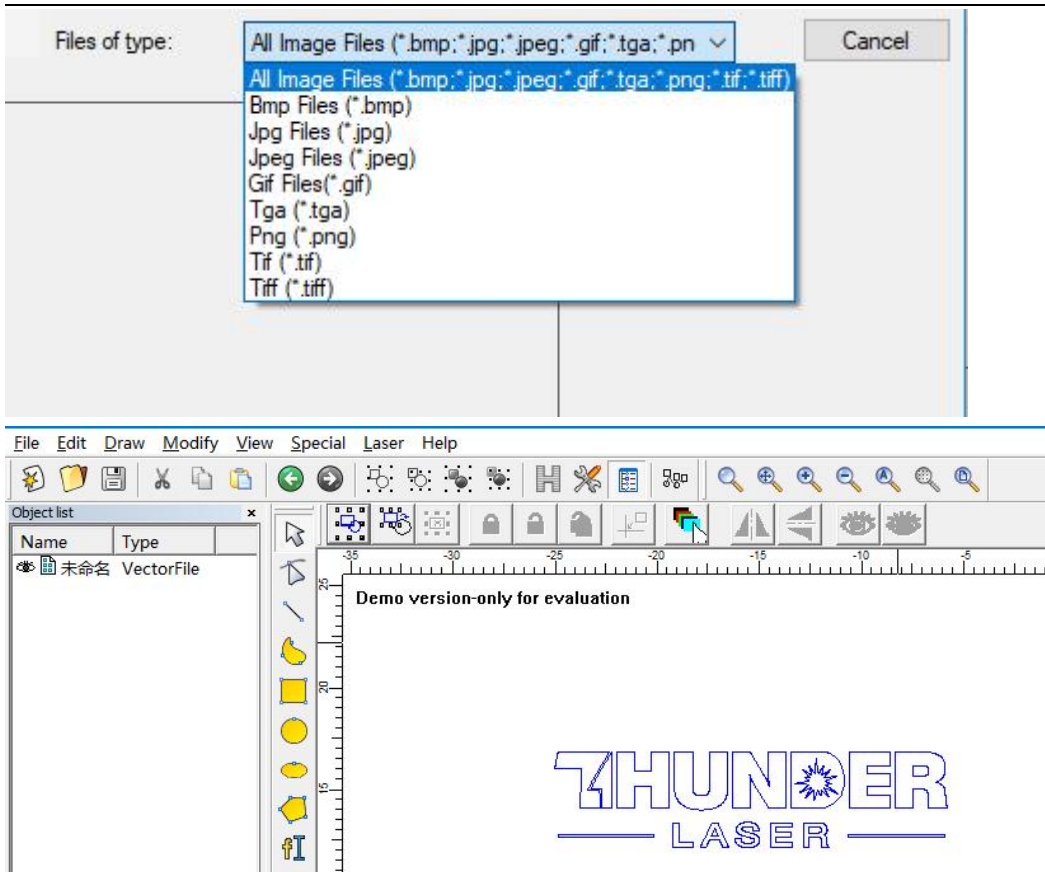 Files of type:
All Image Files (*.bmp;*.jpg;*.jpeg;*.gif;*.tga;*.pn
Cancel
All Image Files (*.bmp;*.jpg;*.jpeg;*.gif;*.tga;*.png;*.tif;*.tiff)
Bmp Files (*.bmp)
Jpg Files (*.jpg)
Jpeg Files (*.jpeg)
Gif Files(*.gif)
Tga (*.tga)
Png (*.png)
Tif (*.tif)
Tiff (*.tiff)
File Edit Draw Modify View Special Laser Help
Object list ×
Name Type
未命名 VectorFile
-35 -30 -25 -20 -15 -10 -5
25
Demo version-only for evaluation
20
15
THUNDER
LASER